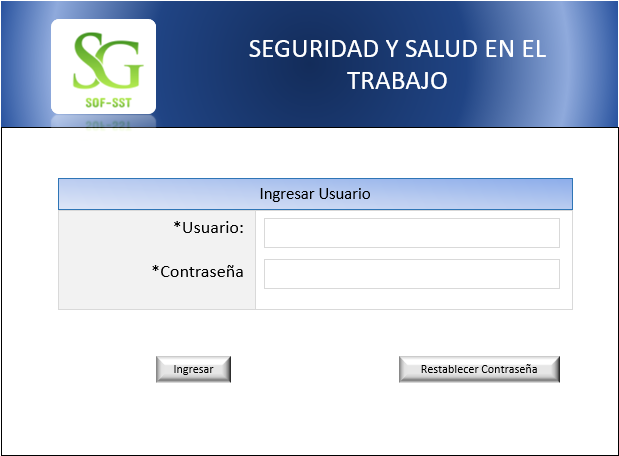 SG
SOF-SST
SEGURIDAD Y SALUD EN EL
TRABAJO
Ingresar Usuario
*Usuario:
*Contraseña
Ingresar
Restablecer Contraseña